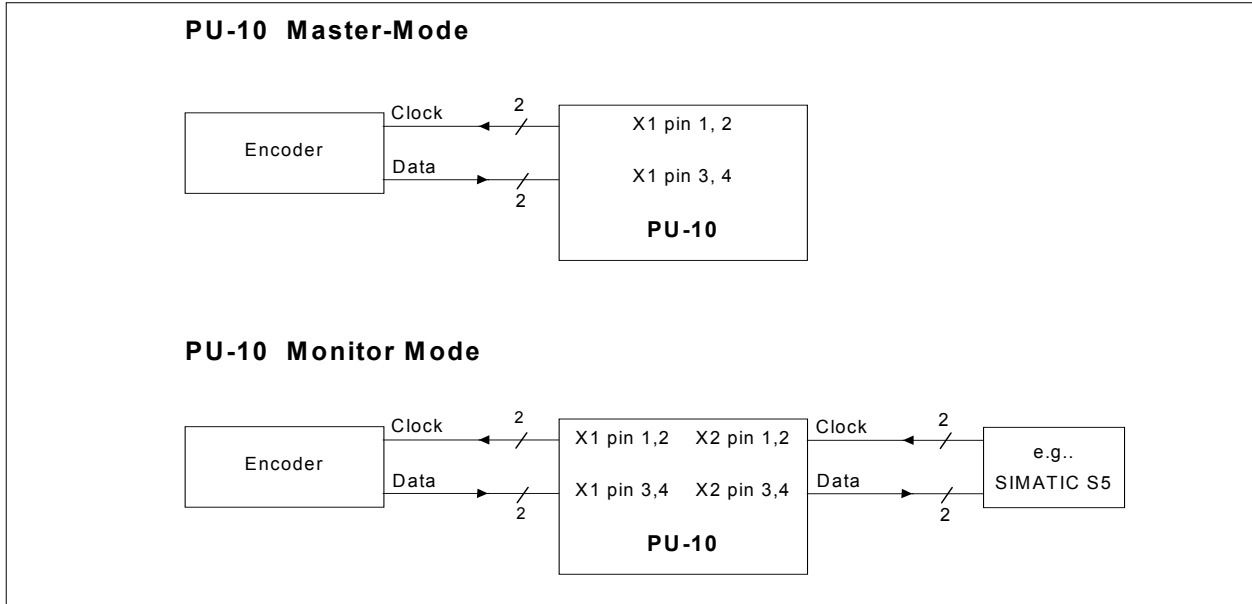 PU-10 Master-Mode
Clock 2
X1 pin 1, 2
Encoder
Data
X1 pin 3, 4
2
PU-10
PU-10 Monitor Mode
Clock 2
X1 pin 1,2 X2 pin 1,2
Clock 2
Encoder
e.g..
SIMATIC S5
Data
X1 pin 3,4 X2 pin 3,4
Data
2
2
PU-10